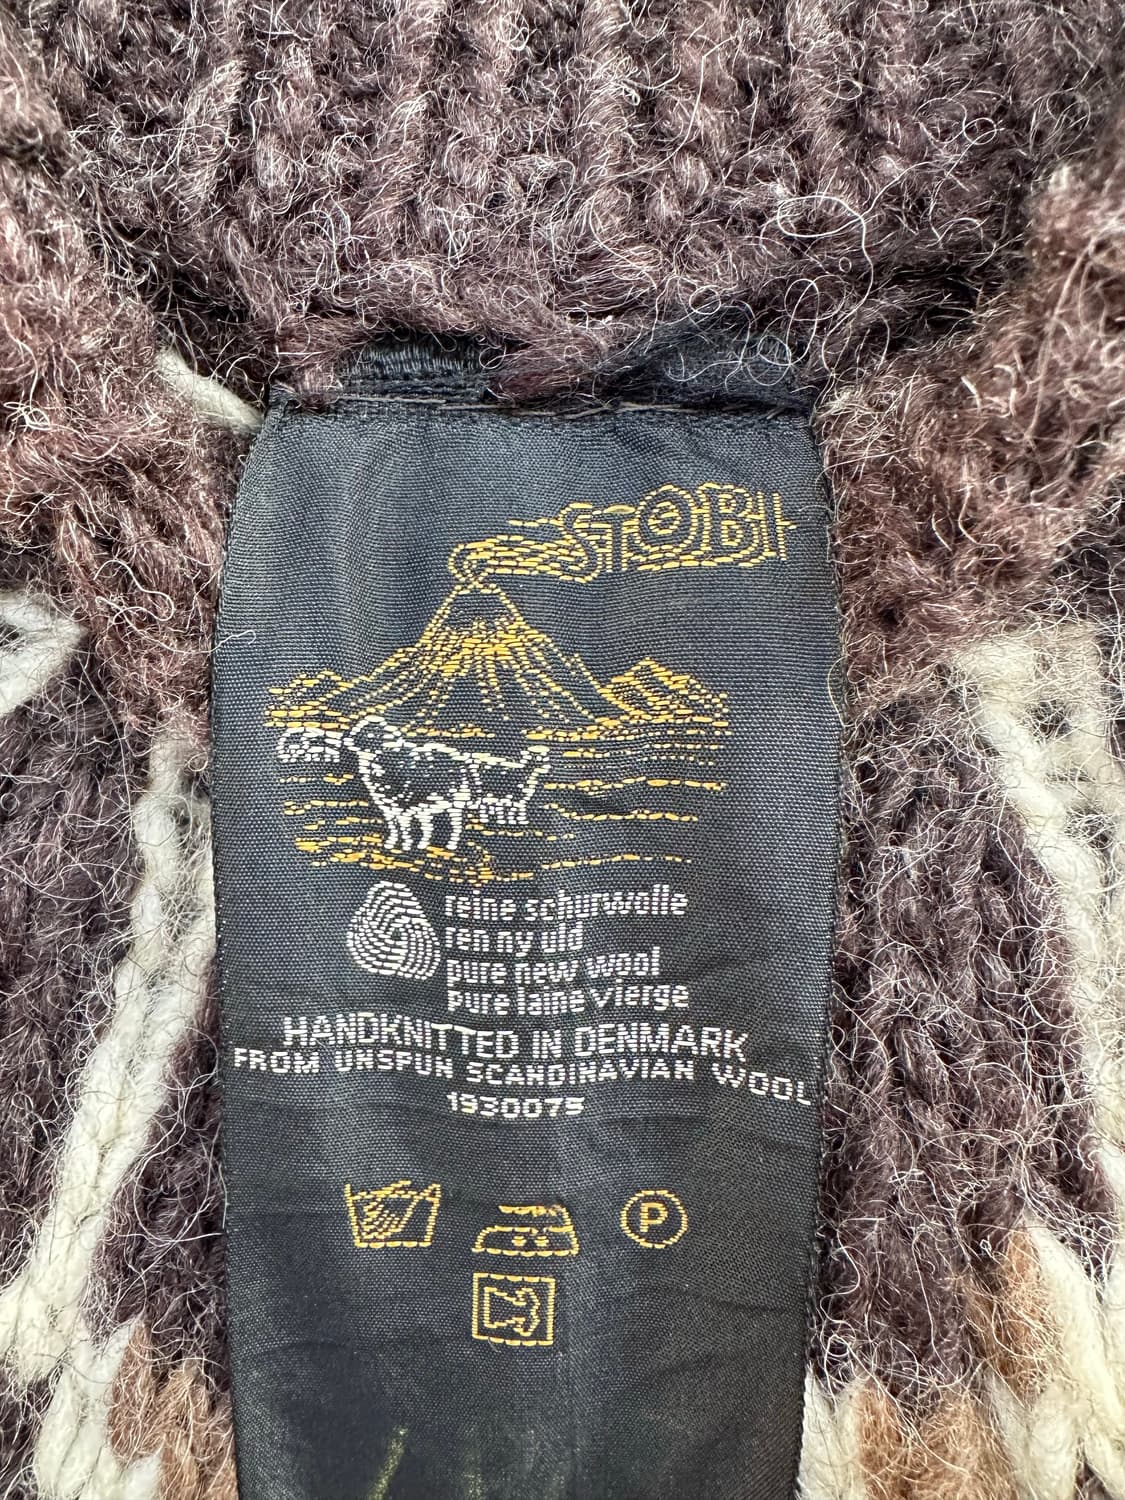 STOBI
reine schurwolle
ren ny uld
pure new wool
pure laine vierge
HANDKNITTED IN DENMARK
FROM UNSPUN SCANDINAVIAN WOOL
1930075
P